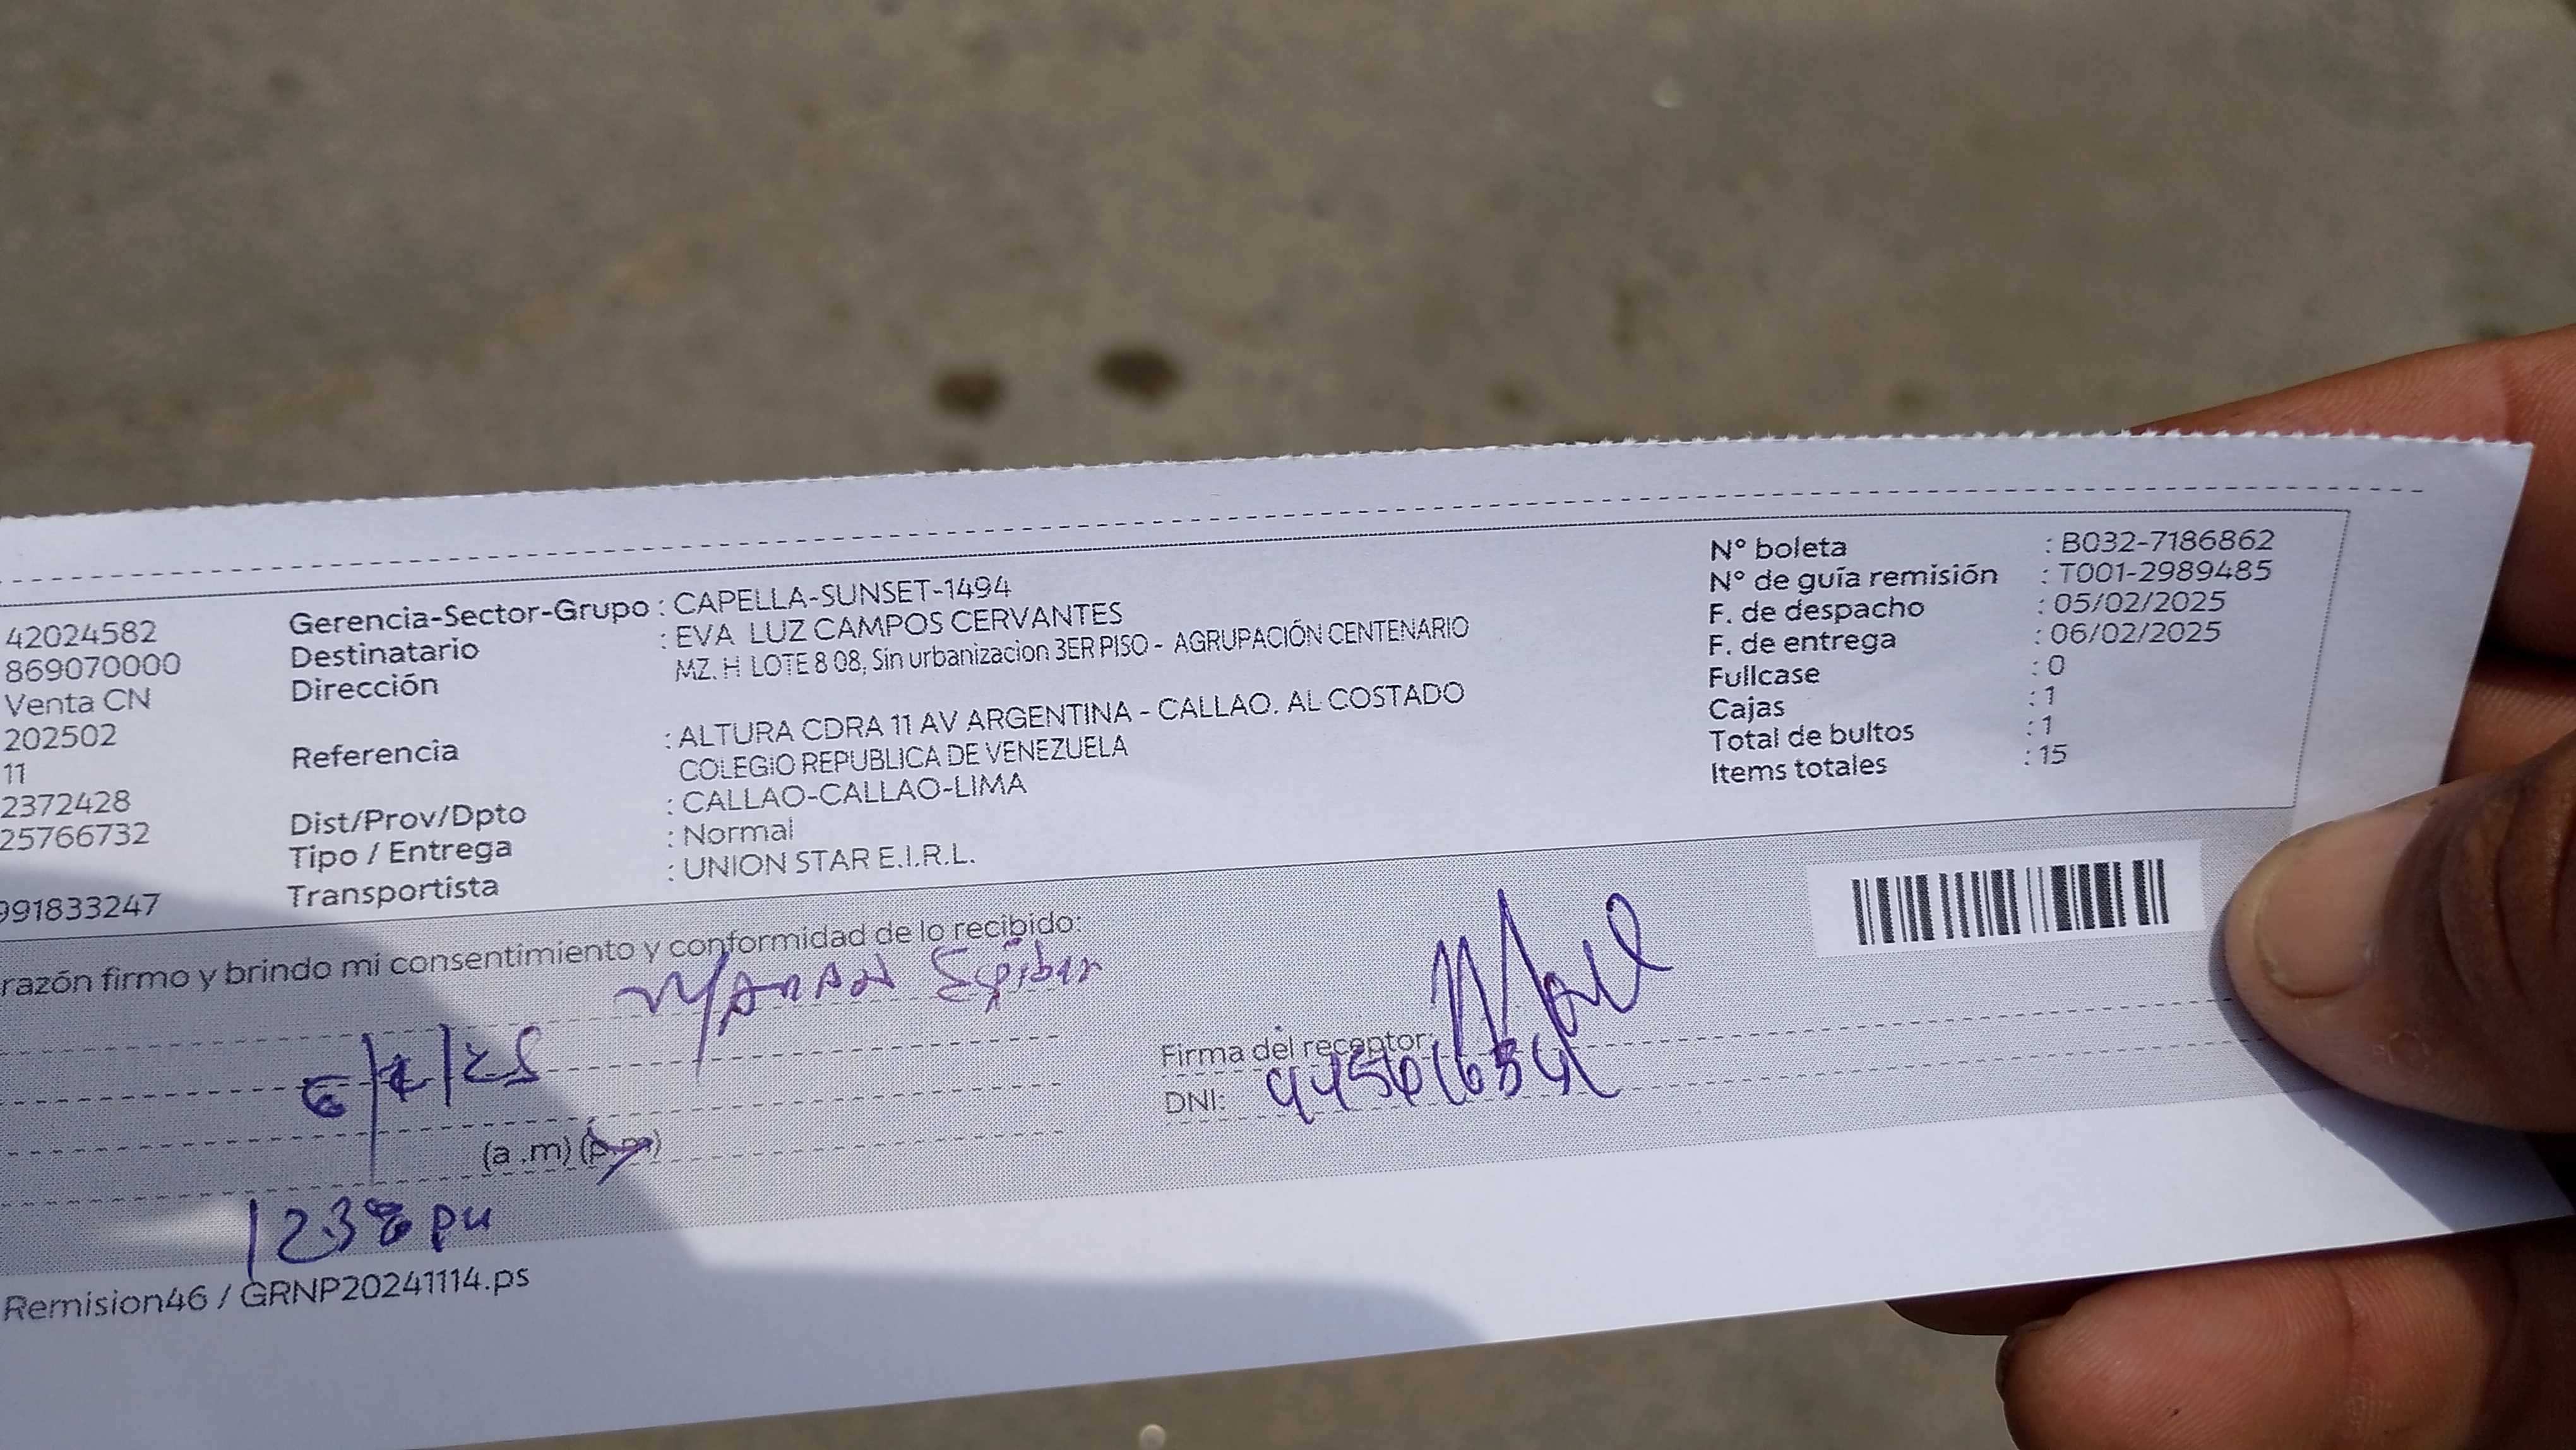 42024582
869070000
Venta CN
202502
11
2372428
25766732
991833247
Gerencia-Sector-Grupo : CAPELLA-SUNSET-1494
Destinatario : EVA LUZ CAMPOS CERVANTES
Dirección MZ. H LOTE 8 08, Sin urbanizacion 3ER PISO - AGRUPACIÓN CENTENARIO
Referencia : ALTURA CDRA 11 AV ARGENTINA - CALLAO. AL COSTADO
COLEGIO REPUBLICA DE VENEZUELA
Dist/Prov/Dpto : CALLAO-CALLAO-LIMA
Tipo / Entrega : Normal
Transportista : UNION STAR E.I.R.L.
N° boleta : B032-7186862
N° de guía remisión : T001-2989485
F. de despacho : 05/02/2025
F. de entrega : 06/02/2025
Fullcase : 0
Cajas : 1
Total de bultos : 1
Items totales : 15
razón firmo y brindo mi consentimiento y conformidad de lo recibido:
Firma del receptor:
DNI:
(a .m) (p.m)
Remision46 / GRNP20241114.ps